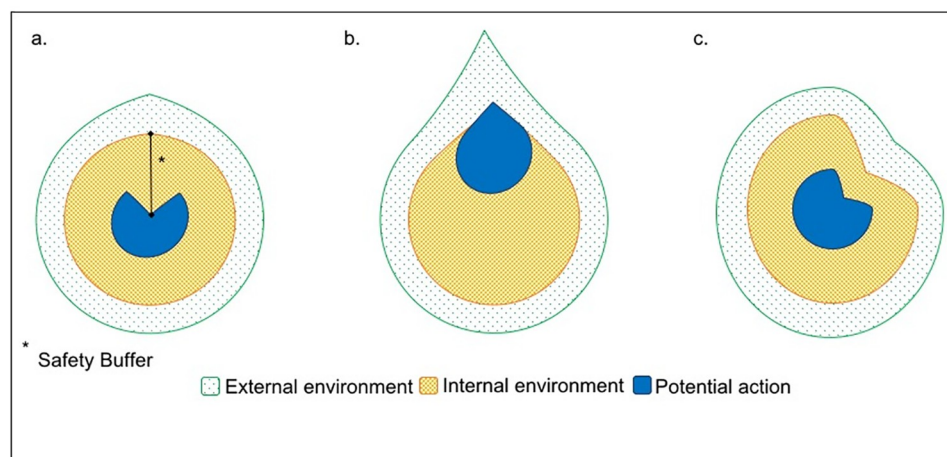 a.
b.
c.
*
* Safety Buffer
External environment Internal environment Potential action